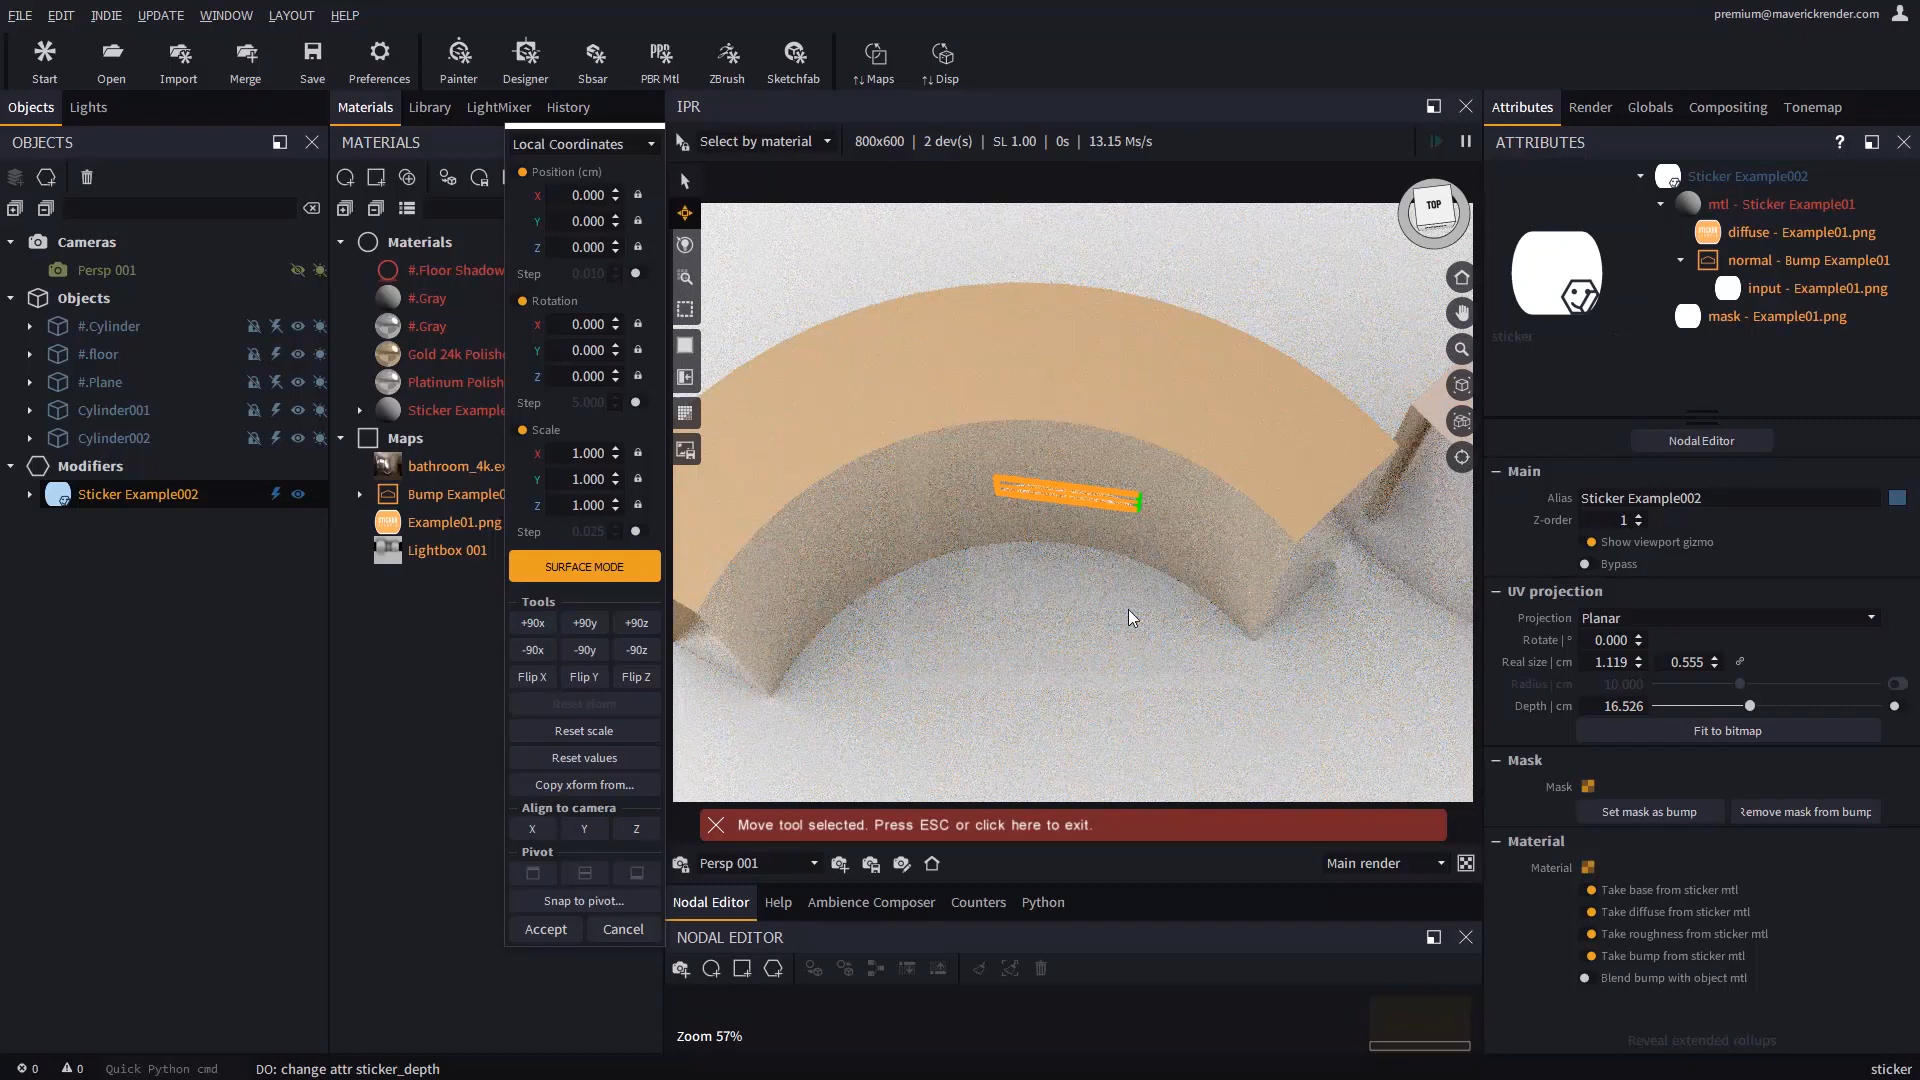 FILE EDIT INDIE UPDATE WINDOW LAYOUT HELP premium@maverickrender.com
Start Open Import Merge Save Preferences Painter Designer Sbsar PBR Mtl ZBrush Sketchfab ↑↓Maps ↑↓Disp
Objects Lights
OBJECTS
Cameras
Persp 001
Objects
#.Cylinder
#.floor
#.Plane
Cylinder001
Cylinder002
Modifiers
Sticker Example002
Materials Library LightMixer History
MATERIALS
Materials
#.Floor Shadow
#.Gray
#.Gray
Gold 24k Polishe
Platinum Polish
Sticker Example
Maps
bathroom_4k.ex
Bump Example0
Example01.png
Lightbox 001
Local Coordinates
Position (cm)
X 0.000
Y 0.000
Z 0.000
Step 0.010
Rotation
X 0.000
Y 0.000
Z 0.000
Step 5.000
Scale
X 1.000
Y 1.000
Z 1.000
Step 0.025
SURFACE MODE
Tools
+90x +90y +90z
-90x -90y -90z
Flip X Flip Y Flip Z
Reset xform
Reset scale
Reset values
Copy xform from...
Align to camera
X Y Z
Pivot
Snap to pivot...
Accept Cancel
IPR
Select by material 800x600 | 2 dev(s) | SL 1.00 | 0s | 13.15 Ms/s
TOP
Move tool selected. Press ESC or click here to exit.
Persp 001 Main render
Nodal Editor Help Ambience Composer Counters Python
NODAL EDITOR
Zoom 57%
Attributes Render Globals Compositing Tonemap
ATTRIBUTES ?
Sticker Example002
mtl - Sticker Example01
diffuse - Example01.png
normal - Bump Example01
input - Example01.png
mask - Example01.png
sticker
Nodal Editor
Main
Alias Sticker Example002
Z-order 1
Show viewport gizmo
Bypass
UV projection
Projection Planar
Rotate | ° 0.000
Real size | cm 1.119 0.555
Radius | cm 10.000
Depth | cm 16.526
Fit to bitmap
Mask
Mask
Set mask as bump Remove mask from bump
Material
Material
Take base from sticker mtl
Take diffuse from sticker mtl
Take roughness from sticker mtl
Take bump from sticker mtl
Blend bump with object mtl
Reveal extended rollups
0 0 Quick Python cmd DO: change attr sticker_depth sticker